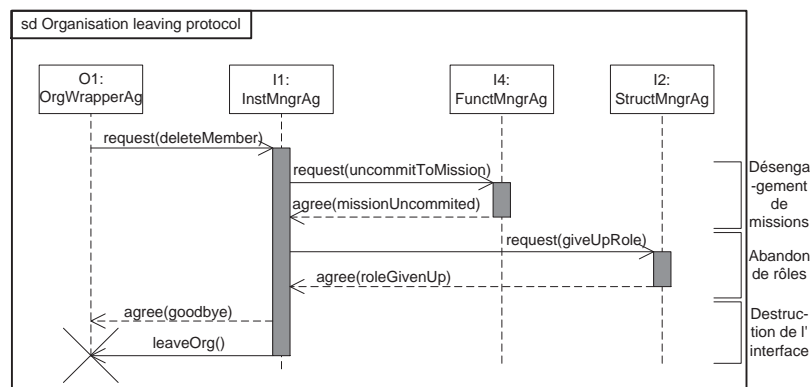 sd Organisation leaving protocol
O1:
OrgWrapperAg
I1:
InstMngrAg
I4:
FunctMngrAg
I2:
StructMngrAg
request(deleteMember)
request(uncommitToMission)
agree(missionUncommited)
request(giveUpRole)
agree(roleGivenUp)
agree(goodbye)
leaveOrg()
Désenga
-gement
de
missions
Abandon
de rôles
Destruc-
tion de l'
interface